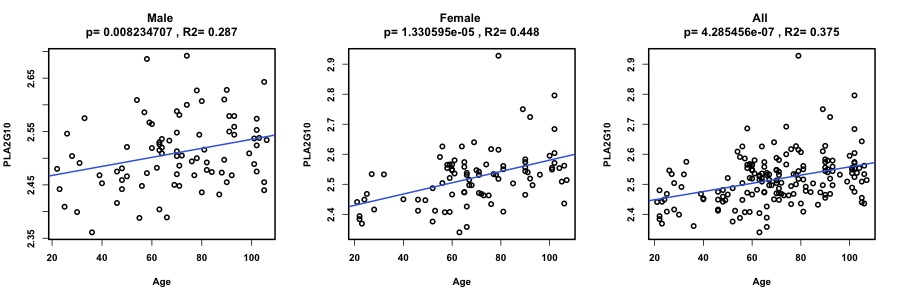 Male
p= 0.008234707 , R2= 0.287
PLA2G10
2.35 2.45 2.55 2.65
20 40 60 80 100
Age
Female
p= 1.330595e-05 , R2= 0.448
PLA2G10
2.4 2.5 2.6 2.7 2.8 2.9
20 40 60 80 100
Age
All
p= 4.285456e-07 , R2= 0.375
PLA2G10
2.4 2.5 2.6 2.7 2.8 2.9
20 40 60 80 100
Age